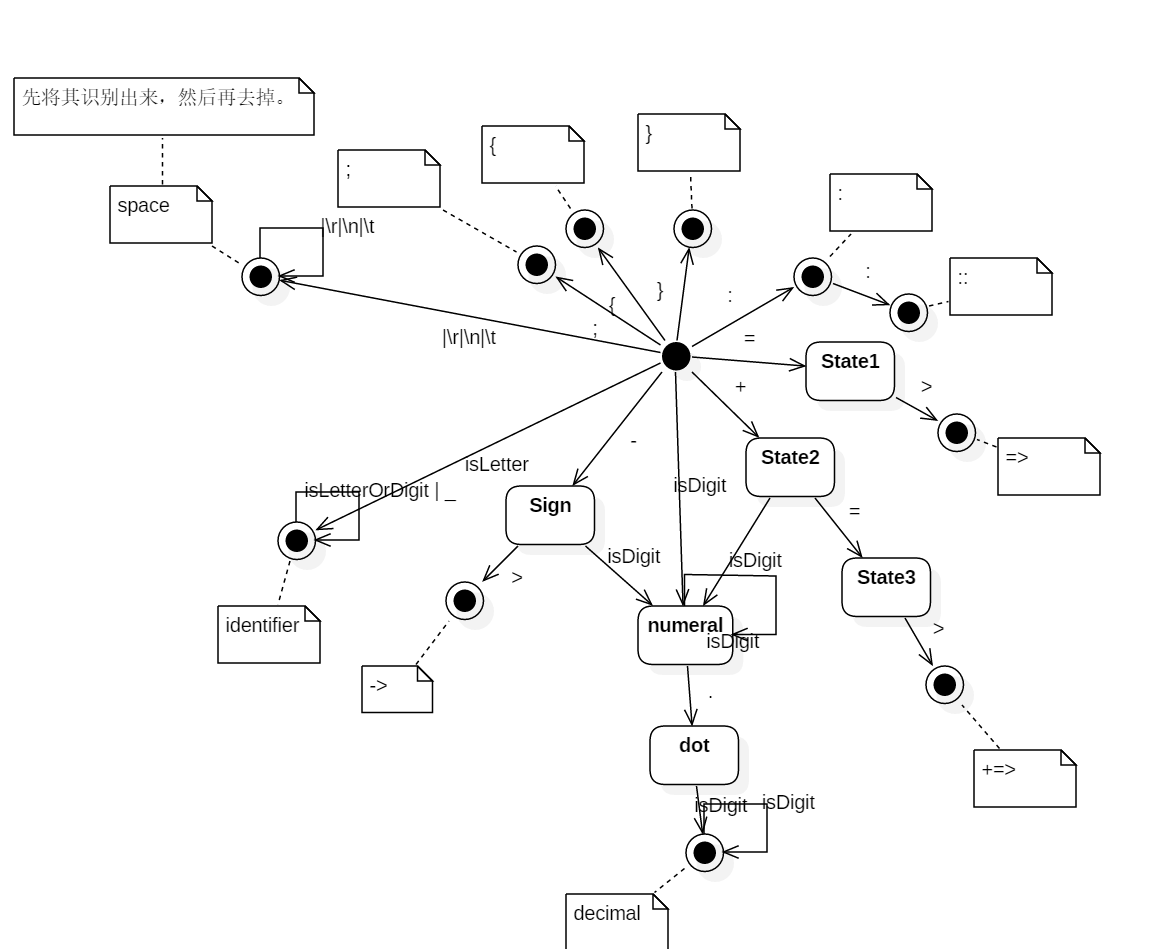 先将其识别出来，然后再去掉。
}
{
;
:
space
|\r|\n|\t
:
::
}
:
{
;
|\r|\n|\t
=
State1
+
>
-
State2
=>
isLetter
isDigit
isLetterOrDigit | _
Sign
=
isDigit
isDigit
>
State3
identifier
numeral
>
isDigit
->
.
dot
+=>
isDigit
isDigit
decimal